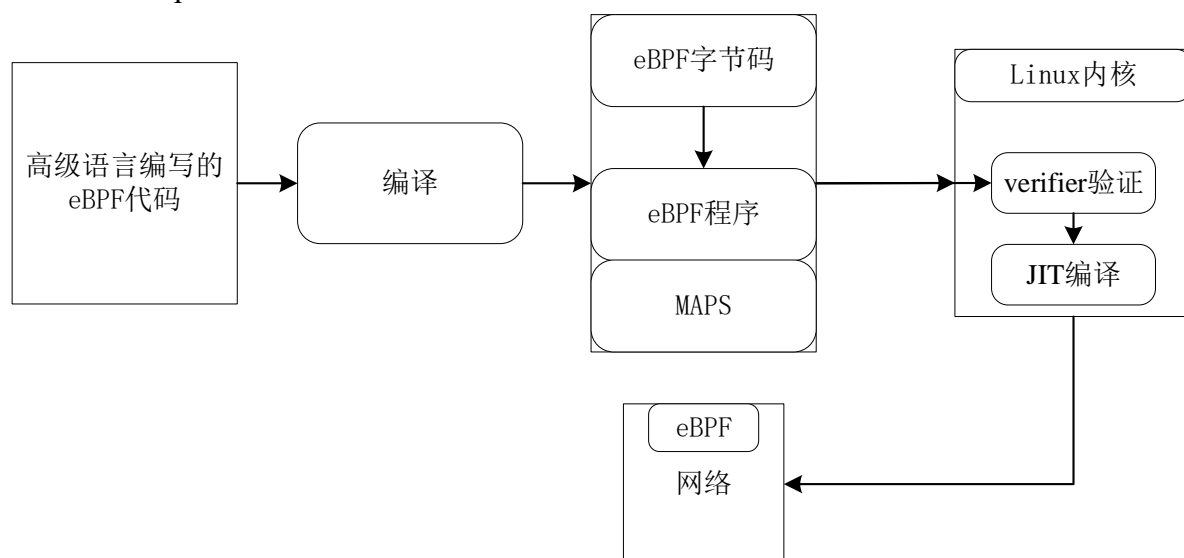 高级语言编写的
eBPF代码
编译
eBPF字节码
eBPF程序
MAPS
Linux内核
verifier验证
JIT编译
eBPF
网络